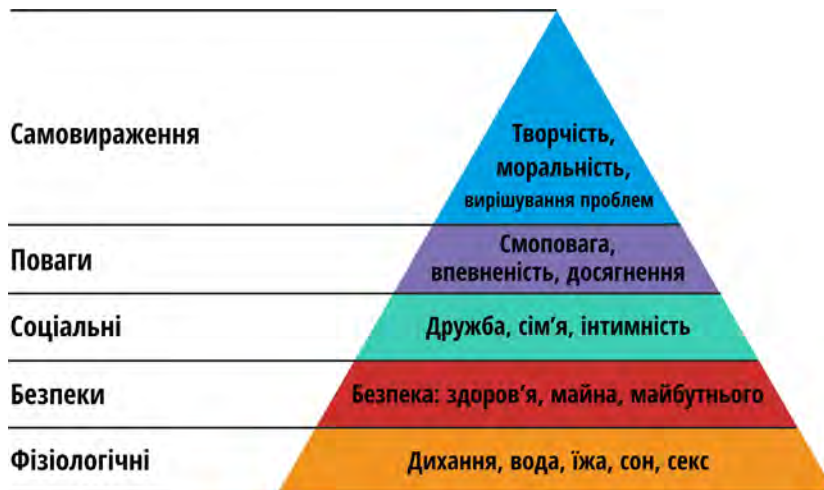 Самовираження
Творчість,
моральність,
вирішування проблем
Поваги
Смоповага,
впевненість, досягнення
Соціальні
Дружба, сім’я, інтимність
Безпеки
Безпека: здоров’я, майна, майбутнього
Фізіологічні
Дихання, вода, їжа, сон, секс